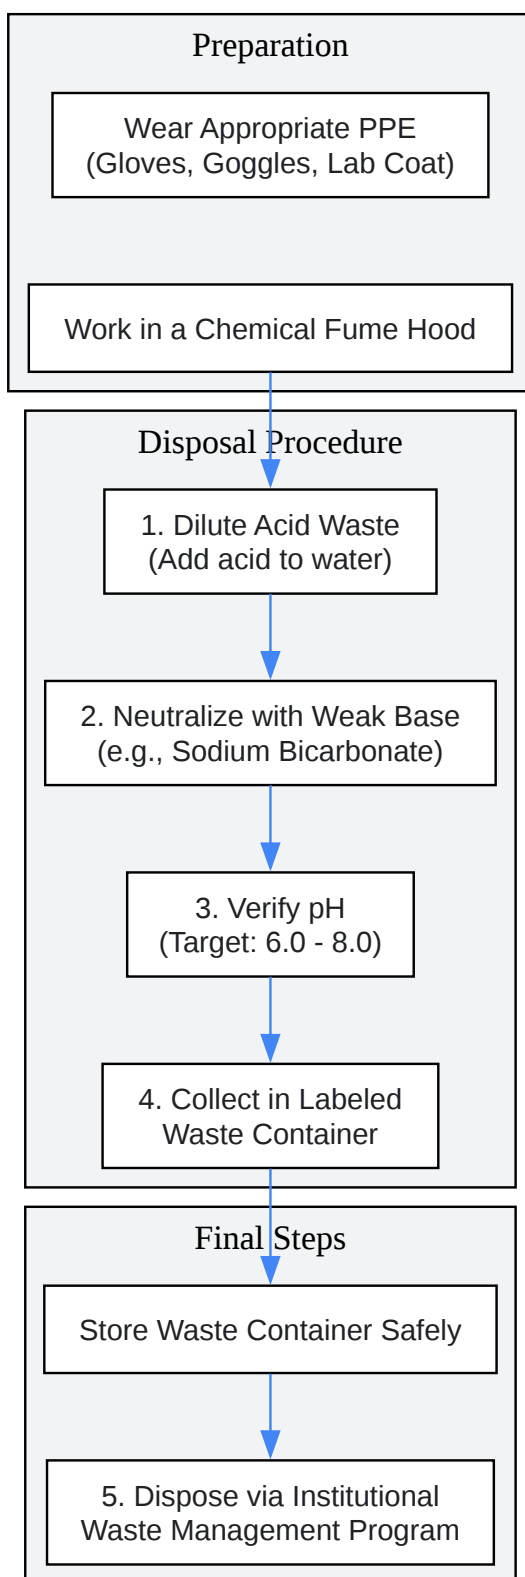 Preparation
Wear Appropriate PPE
(Gloves, Goggles, Lab Coat)
Work in a Chemical Fume Hood
Disposal Procedure
1. Dilute Acid Waste
(Add acid to water)
2. Neutralize with Weak Base
(e.g., Sodium Bicarbonate)
3. Verify pH
(Target: 6.0 - 8.0)
4. Collect in Labeled
Waste Container
Final Steps
Store Waste Container Safely
5. Dispose via Institutional
Waste Management Program